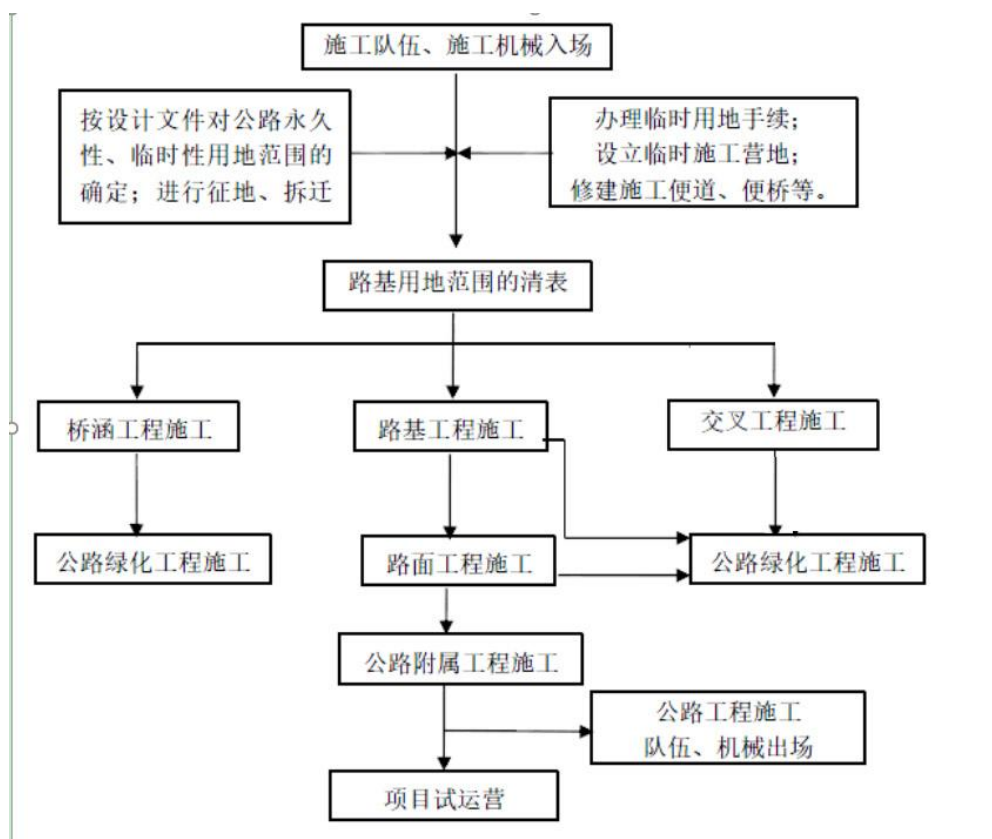 施工队伍、施工机械入场
按设计文件对公路永久
性、临时性用地范围的
确定；进行征地、拆迁
办理临时用地手续；
设立临时施工营地；
修建施工便道、便桥等。
路基用地范围的清表
桥涵工程施工
路基工程施工
交叉工程施工
公路绿化工程施工
路面工程施工
公路绿化工程施工
公路附属工程施工
公路工程施工
队伍、机械出场
项目试运营